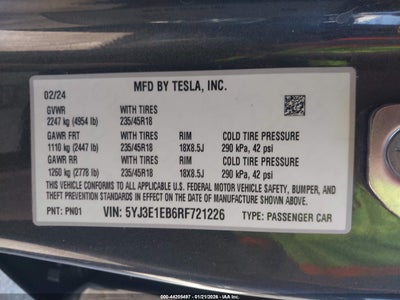 MFD BY TESLA, INC.
02/24
GVWR WITH TIRES
2247 kg (4954 lb) 235/45R18
GAWR FRT WITH TIRES RIM COLD TIRE PRESSURE
1110 kg (2447 lb) 235/45R18 18X8.5J 290 kPa, 42 psi
GAWR RR WITH TIRES RIM COLD TIRE PRESSURE
1260 kg (2778 lb) 235/45R18 18X8.5J 290 kPa, 42 psi
THIS VEHICLE CONFORMS TO ALL APPLICABLE U.S. FEDERAL MOTOR VEHICLE SAFETY, BUMPER, AND
THEFT PREVENTION STANDARDS IN EFFECT ON THE DATE OF MANUFACTURE SHOWN ABOVE.
PNT: PN01 VIN: 5YJ3E1EB6RF721226 TYPE: PASSENGER CAR
© IAAI 44205497 | 01/21/2026 - USA